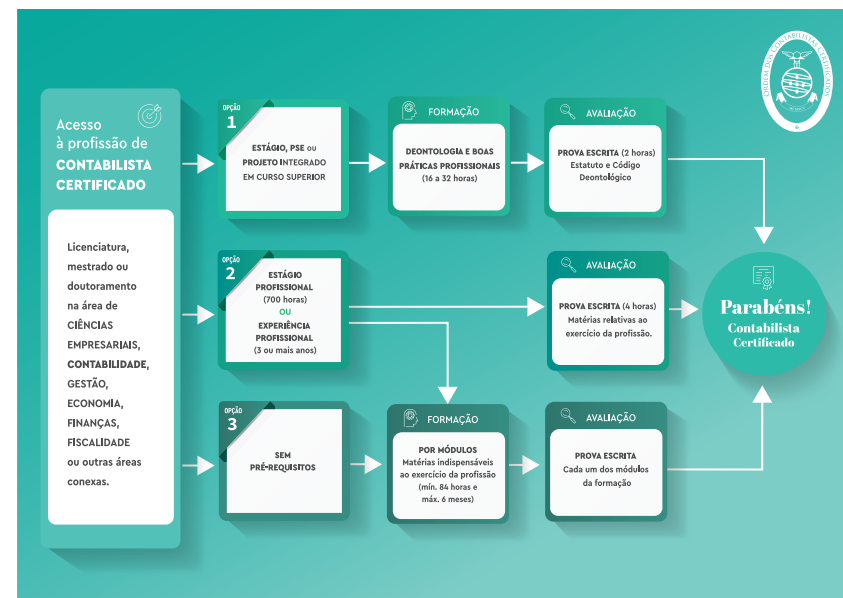 ORDEM DOS CONTABILISTAS CERTIFICADOS
Acesso
à profissão de
CONTABILISTA
CERTIFICADO
Licenciatura,
mestrado ou
doutoramento
na área de
CIÊNCIAS
EMPRESARIAIS,
CONTABILIDADE,
GESTÃO,
ECONOMIA,
FINANÇAS,
FISCALIDADE
ou outras áreas
conexas.
OPÇÃO
1
ESTÁGIO, PSE ou
PROJETO INTEGRADO
EM CURSO SUPERIOR
FORMAÇÃO
DEONTOLOGIA E BOAS
PRÁTICAS PROFISSIONAIS
(16 a 32 horas)
AVALIAÇÃO
PROVA ESCRITA (2 horas)
Estatuto e Código
Deontológico
OPÇÃO
2
ESTÁGIO
PROFISSIONAL
(700 horas)
OU
EXPERIÊNCIA
PROFISSIONAL
(3 ou mais anos)
AVALIAÇÃO
PROVA ESCRITA (4 horas)
Matérias relativas ao
exercício da profissão.
Parabéns!
Contabilista
Certificado
OPÇÃO
3
SEM
PRÉ-REQUISITOS
FORMAÇÃO
POR MÓDULOS
Matérias indispensáveis
ao exercício da profissão
(mín. 84 horas e
máx. 6 meses)
AVALIAÇÃO
PROVA ESCRITA
Cada um dos módulos
da formação